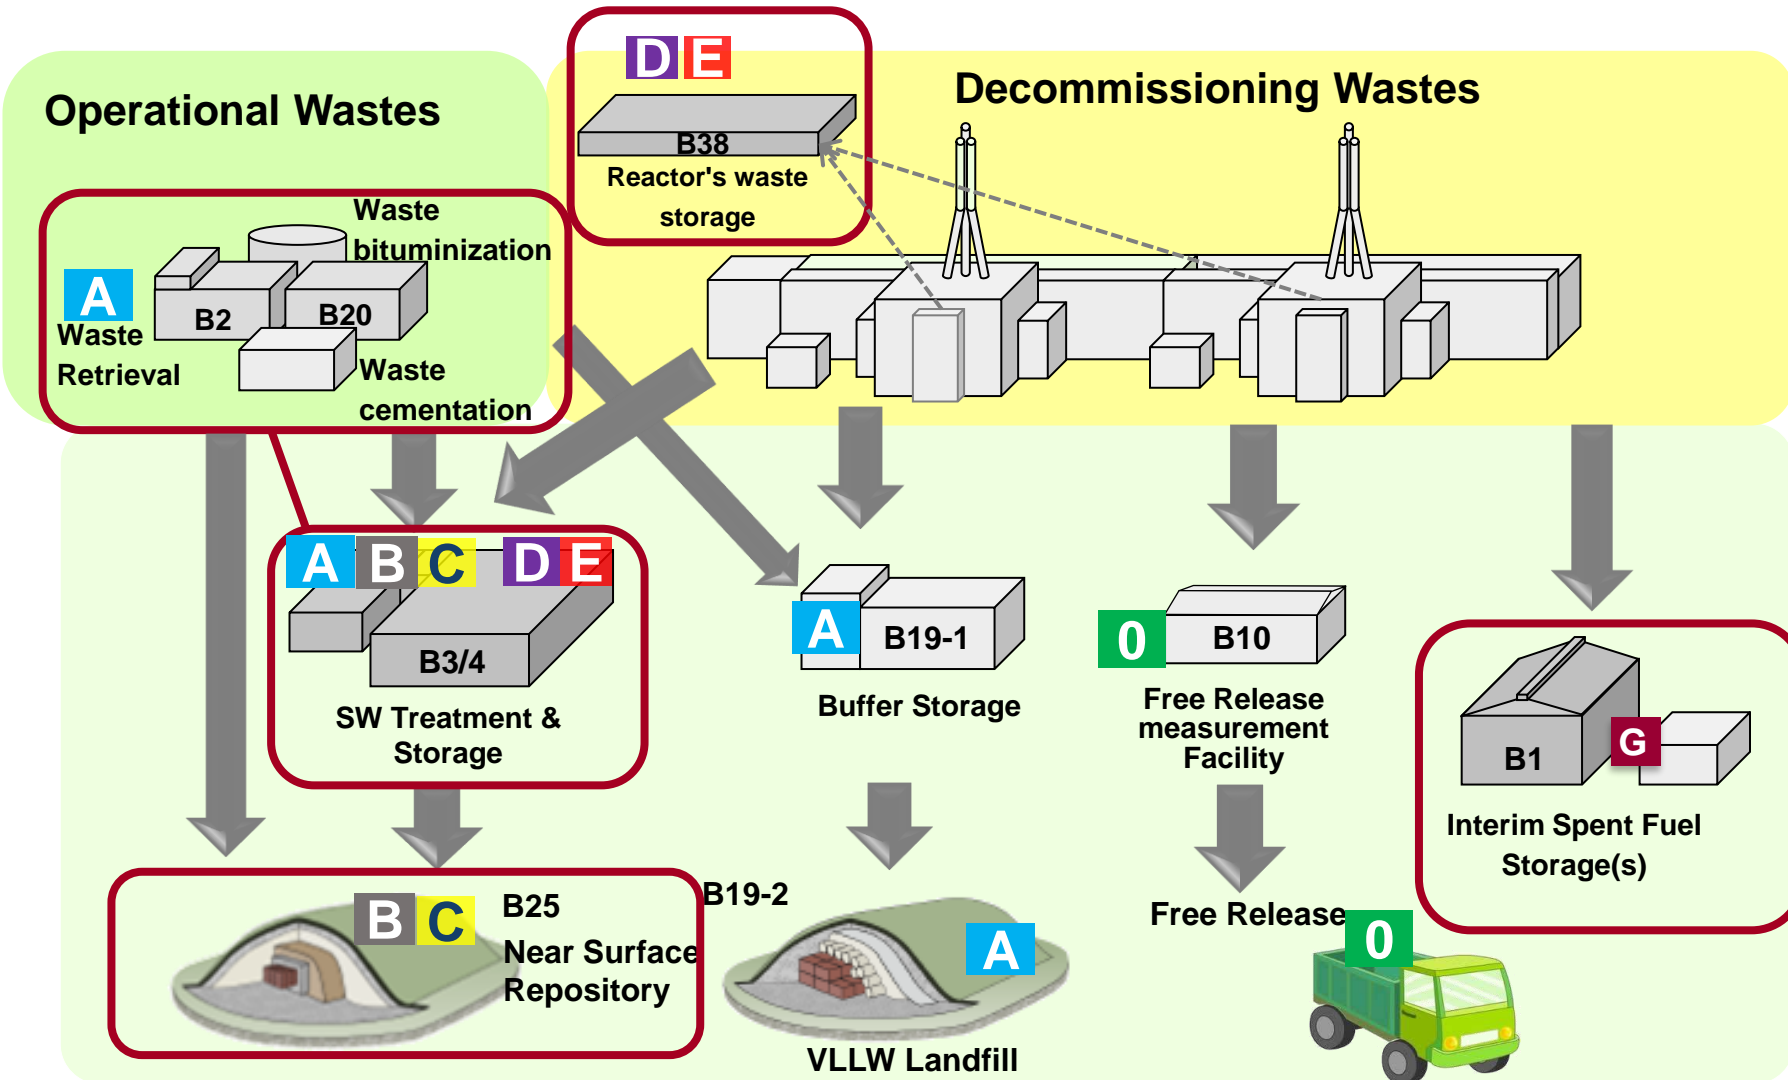 Operational Wastes
D E
B38
Reactor's waste
storage
Decommissioning Wastes
Waste
bituminization
A
B2
B20
Waste
Retrieval
Waste
cementation
A B C D E
B3/4
SW Treatment &
Storage
A
B19-1
Buffer Storage
0
B10
Free Release
measurement
Facility
B1
G
Interim Spent Fuel
Storage(s)
B C
B25
Near Surface
Repository
B19-2
A
VLLW Landfill
Free Release
0